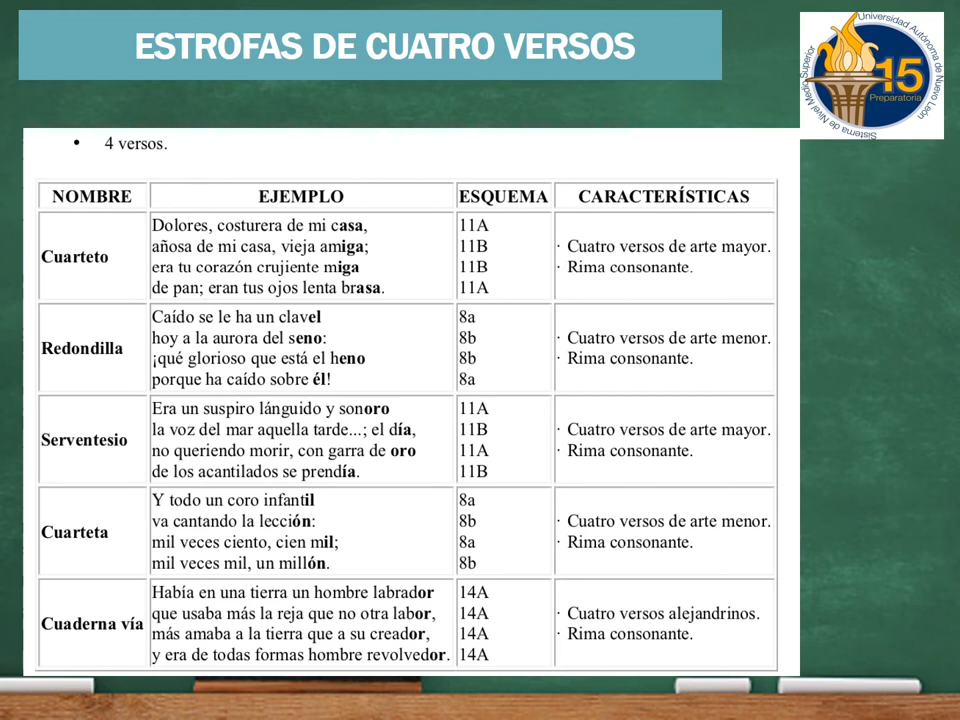 ESTROFAS DE CUATRO VERSOS
Universidad Autónoma de Nuevo León
15
Preparatoria
Sistema de Nivel Medio Superior
• 4 versos.
NOMBRE EJEMPLO ESQUEMA CARACTERÍSTICAS
Cuarteto
Dolores, costurera de mi casa,
añosa de mi casa, vieja amiga;
era tu corazón crujiente miga
de pan; eran tus ojos lenta brasa.
11A
11B
11B
11A
· Cuatro versos de arte mayor.
· Rima consonante.
Redondilla
Caído se le ha un clavel
hoy a la aurora del seno:
¡qué glorioso que está el heno
porque ha caído sobre él!
8a
8b
8b
8a
· Cuatro versos de arte menor.
· Rima consonante.
Serventesio
Era un suspiro lánguido y sonoro
la voz del mar aquella tarde...; el día,
no queriendo morir, con garra de oro
de los acantilados se prendía.
11A
11B
11A
11B
· Cuatro versos de arte mayor.
· Rima consonante.
Cuarteta
Y todo un coro infantil
va cantando la lección:
mil veces ciento, cien mil;
mil veces mil, un millón.
8a
8b
8a
8b
· Cuatro versos de arte menor.
· Rima consonante.
Cuaderna vía
Había en una tierra un hombre labrador
que usaba más la reja que no otra labor,
más amaba a la tierra que a su creador,
y era de todas formas hombre revolvedor.
14A
14A
14A
14A
· Cuatro versos alejandrinos.
· Rima consonante.